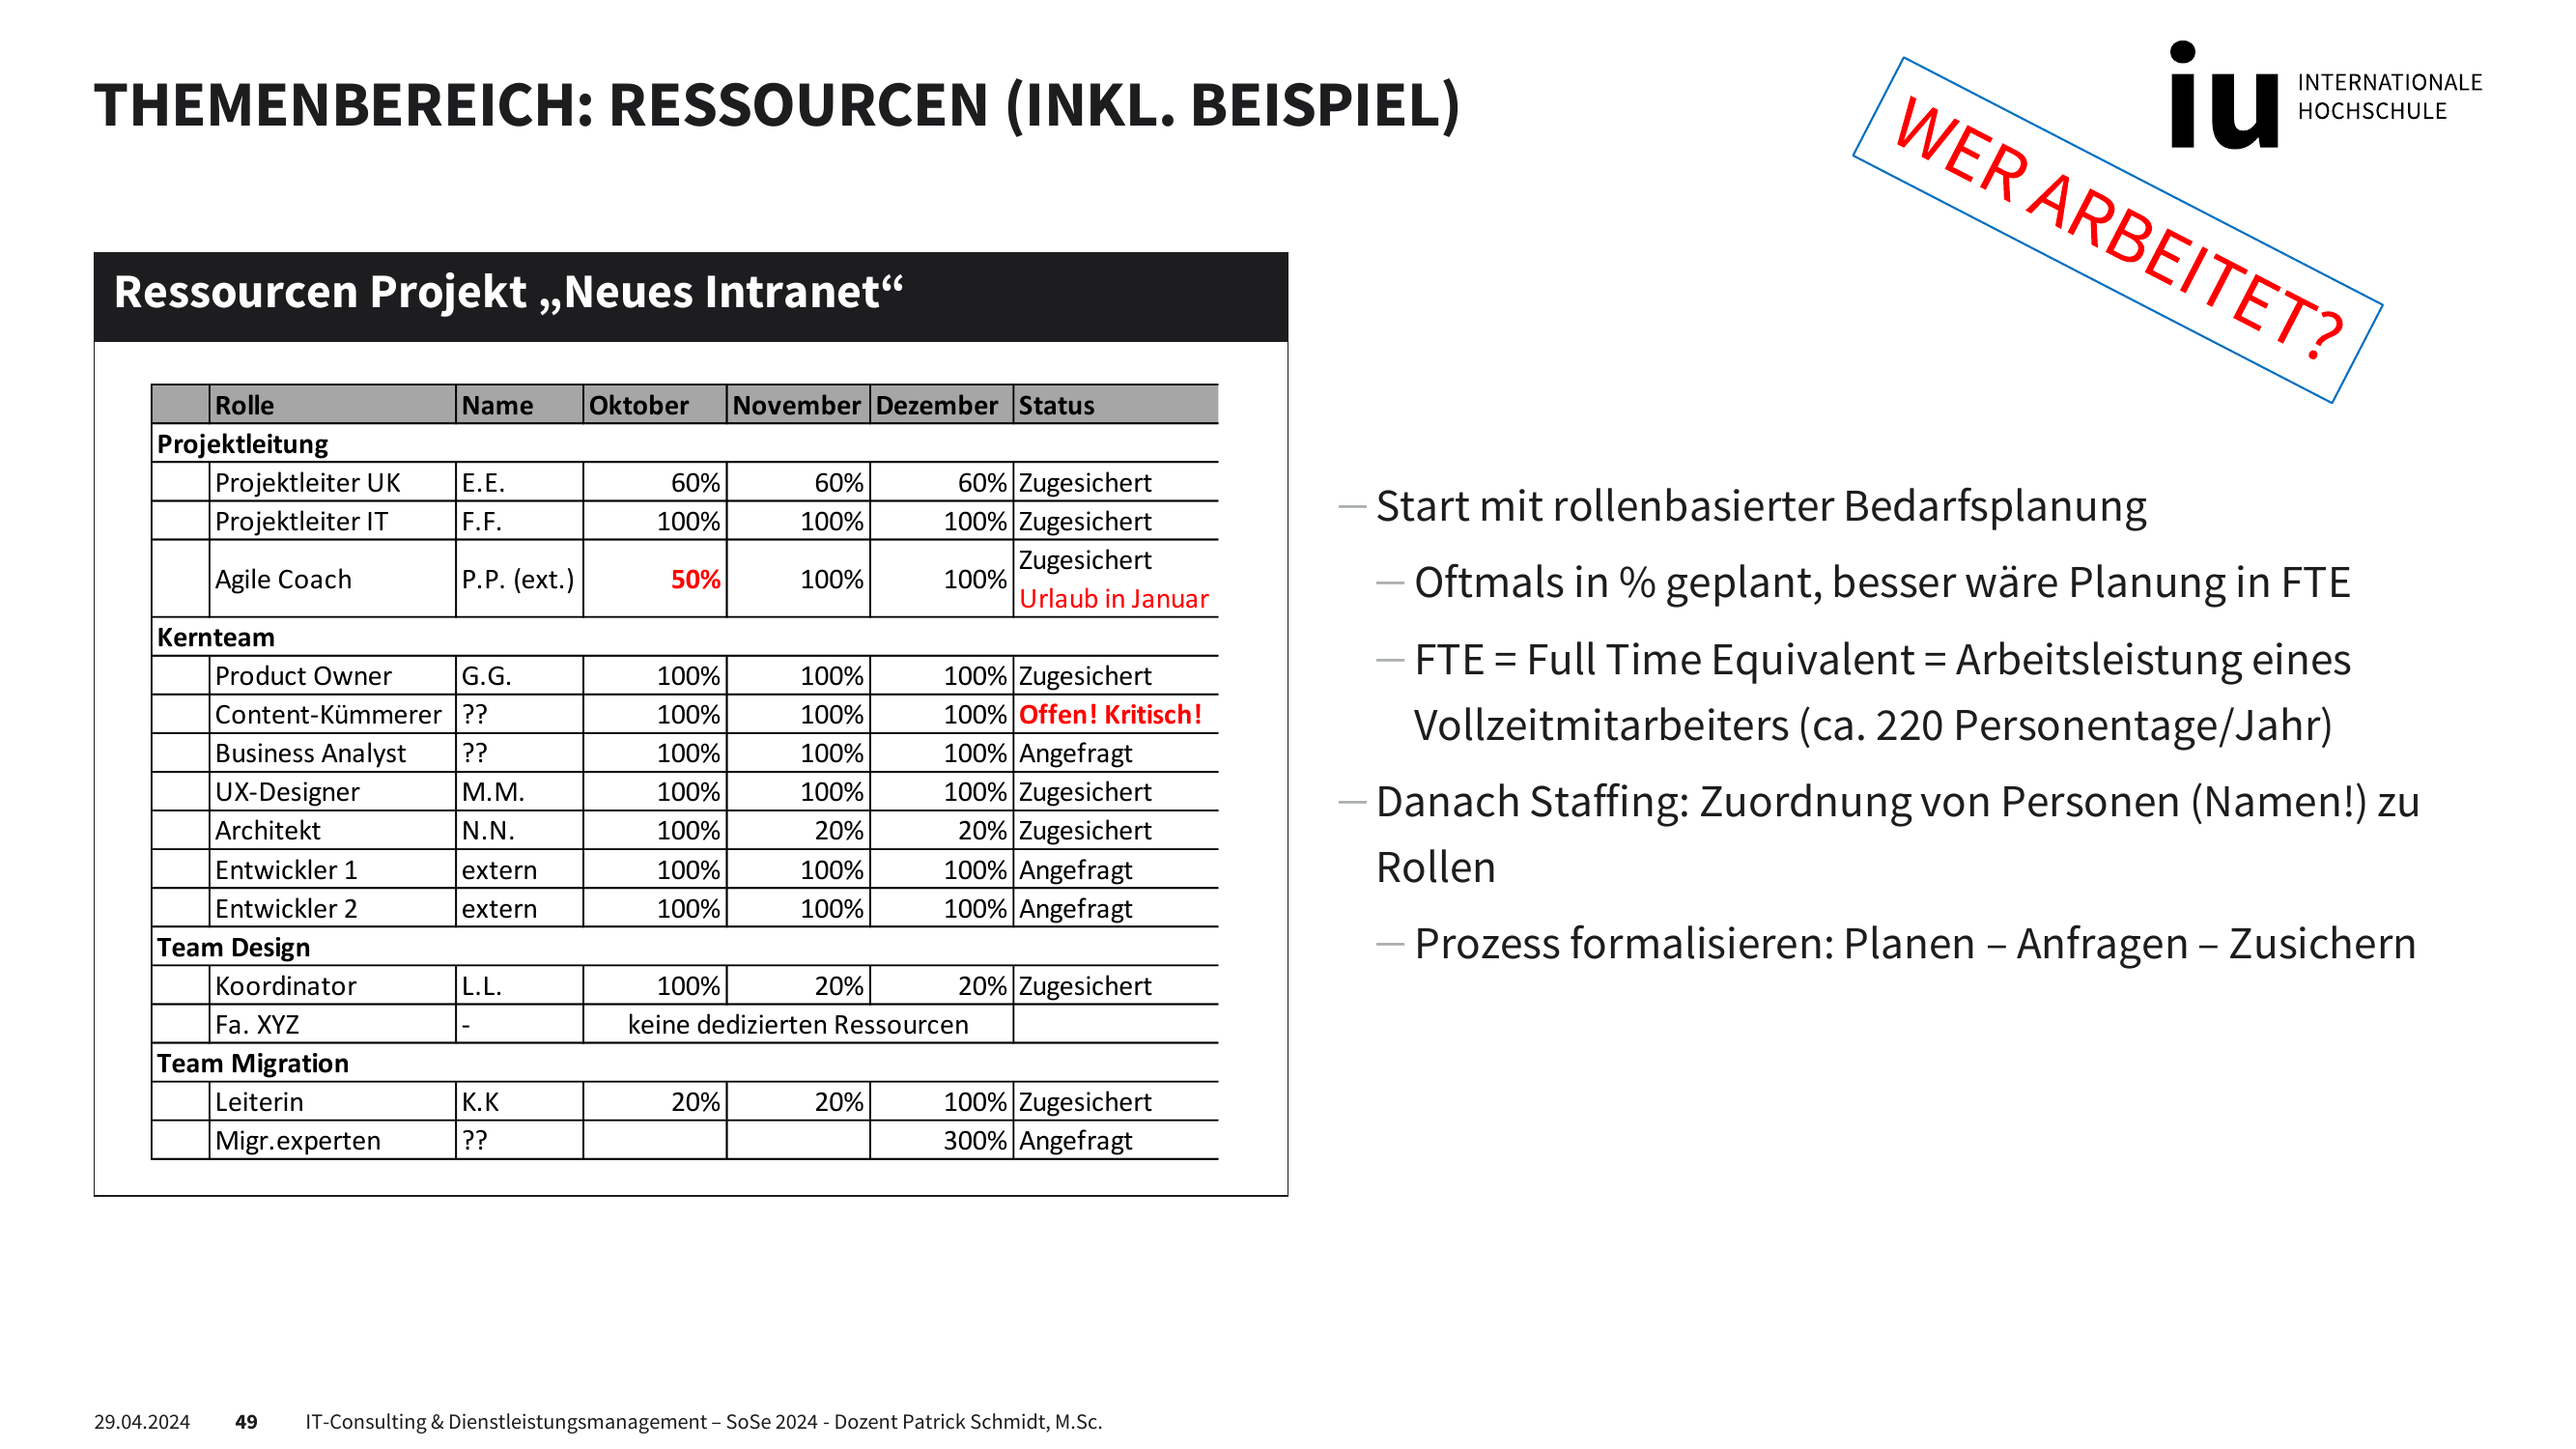 THEMENBEREICH: RESSOURCEN (INKL. BEISPIEL)
iu INTERNATIONALE
HOCHSCHULE
WER ARBEITET?
Ressourcen Projekt „Neues Intranet“
Rolle Name Oktober November Dezember Status
Projektleitung
Projektleiter UK E.E. 60% 60% 60% Zugesichert
Projektleiter IT F.F. 100% 100% 100% Zugesichert
Agile Coach P.P. (ext.) 50% 100% 100% Zugesichert
Urlaub in Januar
Kernteam
Product Owner G.G. 100% 100% 100% Zugesichert
Content-Kümmerer ?? 100% 100% 100% Offen! Kritisch!
Business Analyst ?? 100% 100% 100% Angefragt
UX-Designer M.M. 100% 100% 100% Zugesichert
Architekt N.N. 100% 20% 20% Zugesichert
Entwickler 1 extern 100% 100% 100% Angefragt
Entwickler 2 extern 100% 100% 100% Angefragt
Team Design
Koordinator L.L. 100% 20% 20% Zugesichert
Fa. XYZ - keine dedizierten Ressourcen
Team Migration
Leiterin K.K 20% 20% 100% Zugesichert
Migr.experten ?? 300% Angefragt
— Start mit rollenbasierter Bedarfsplanung
— Oftmals in % geplant, besser wäre Planung in FTE
— FTE = Full Time Equivalent = Arbeitsleistung eines
Vollzeitmitarbeiters (ca. 220 Personentage/Jahr)
— Danach Staffing: Zuordnung von Personen (Namen!) zu
Rollen
— Prozess formalisieren: Planen – Anfragen – Zusichern
29.04.2024 49 IT-Consulting & Dienstleistungsmanagement – SoSe 2024 - Dozent Patrick Schmidt, M.Sc.